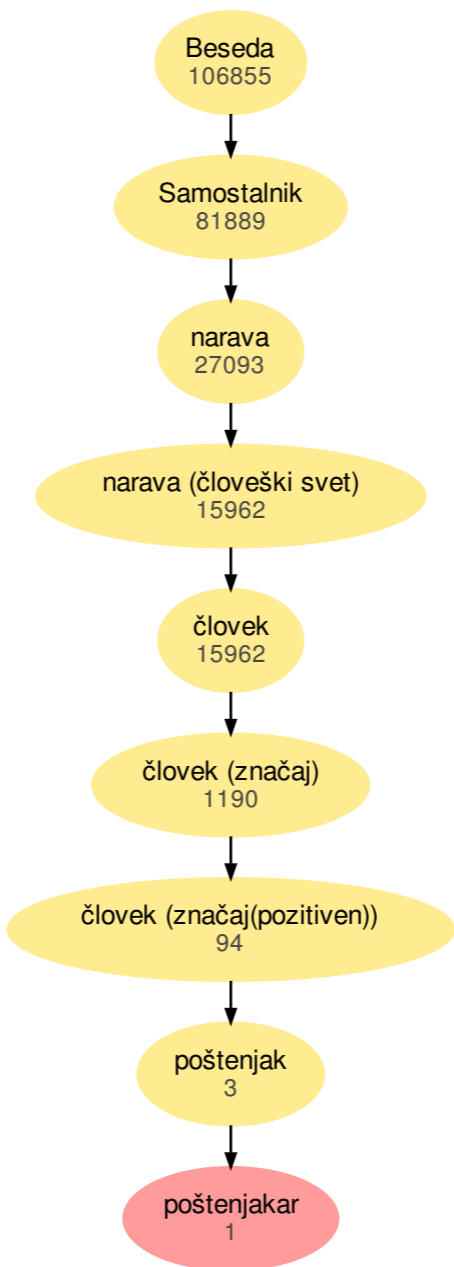 Beseda
106855
Samostalnik
81889
narava
27093
narava (človeški svet)
15962
človek
15962
človek (značaj)
1190
človek (značaj(pozitiven))
94
poštenjak
3
poštenjakar
1